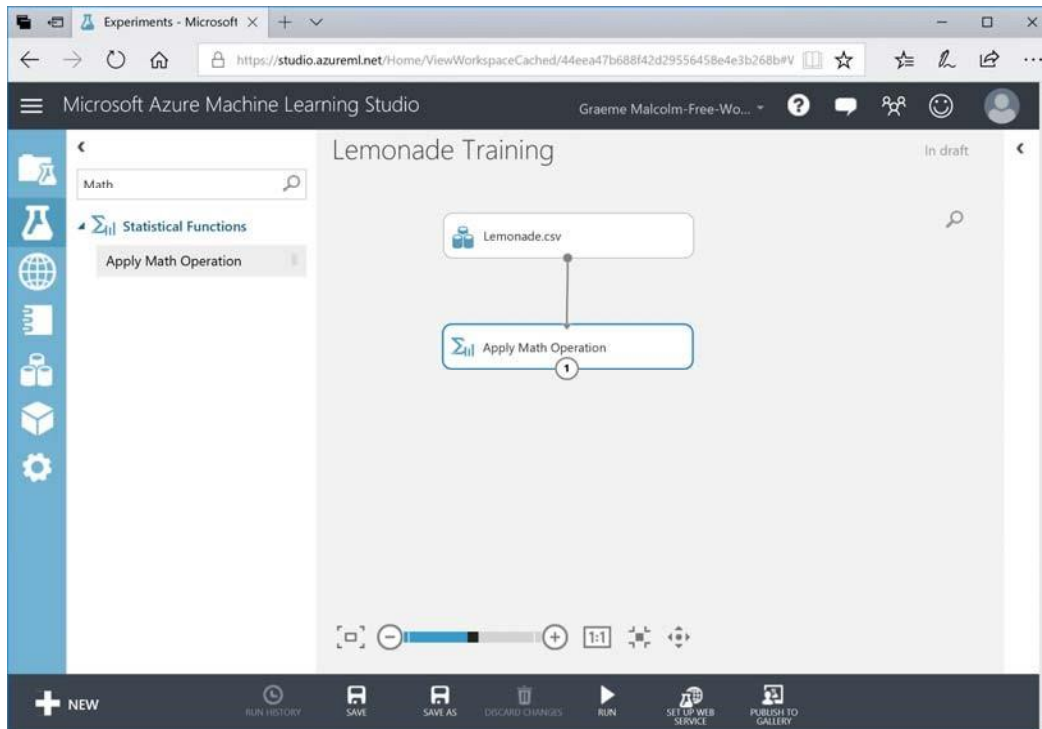 Experiments - Microsoft
https://studio.azureml.net/Home/ViewWorkspaceCached/44eea47b688f42d29556458e4e3b268b#V
Microsoft Azure Machine Learning Studio
Graeme Malcolm-Free-Wo...
Math
Statistical Functions
Apply Math Operation
Lemonade Training
In draft
Lemonade.csv
Apply Math Operation
1
1:1
NEW
RUN HISTORY
SAVE
SAVE AS
DISCARD CHANGES
RUN
SET UP WEB
SERVICE
PUBLISH TO
GALLERY